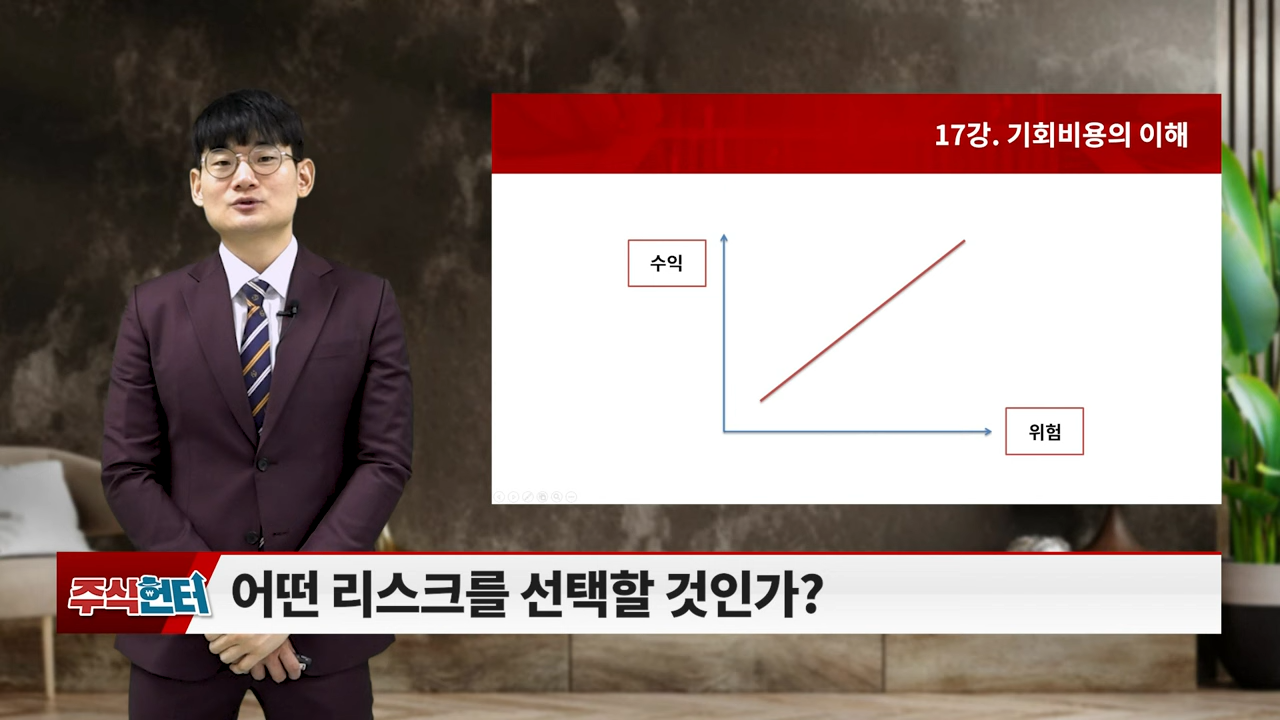 17강. 기회비용의 이해
수익
위험
주식헌터
어떤 리스크를 선택할 것인가?